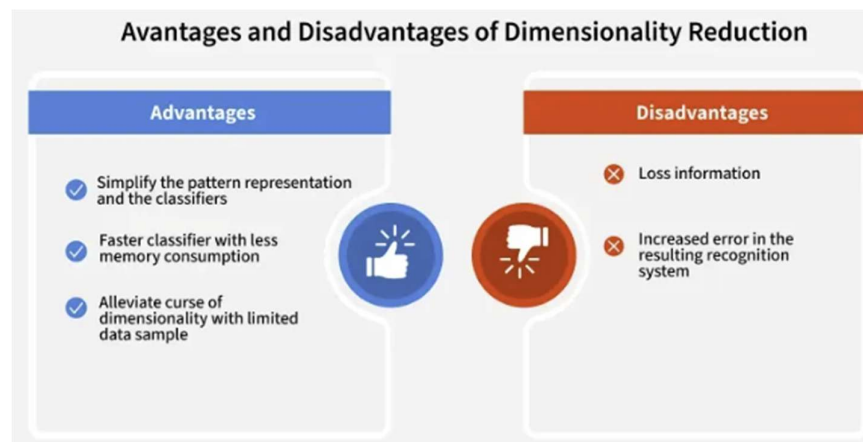 Avantages and Disadvantages of Dimensionality Reduction
Advantages
Simplify the pattern representation
and the classifiers
Faster classifier with less
memory consumption
Alleviate curse of
dimensionality with limited
data sample
Disadvantages
Loss information
Increased error in the
resulting recognition
system